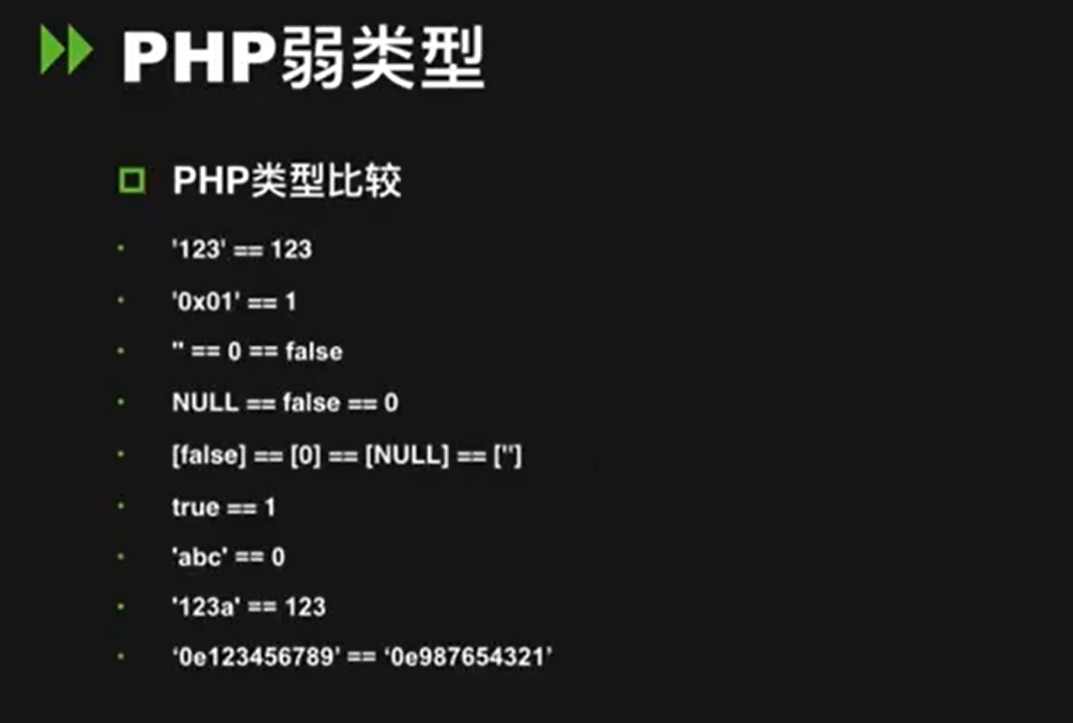 PHP弱类型
PHP类型比较
'123' == 123
'0x01' == 1
'' == 0 == false
NULL == false == 0
[false] == [0] == [NULL] == ['']
true == 1
'abc' == 0
'123a' == 123
‘0e123456789’ == ‘0e987654321’